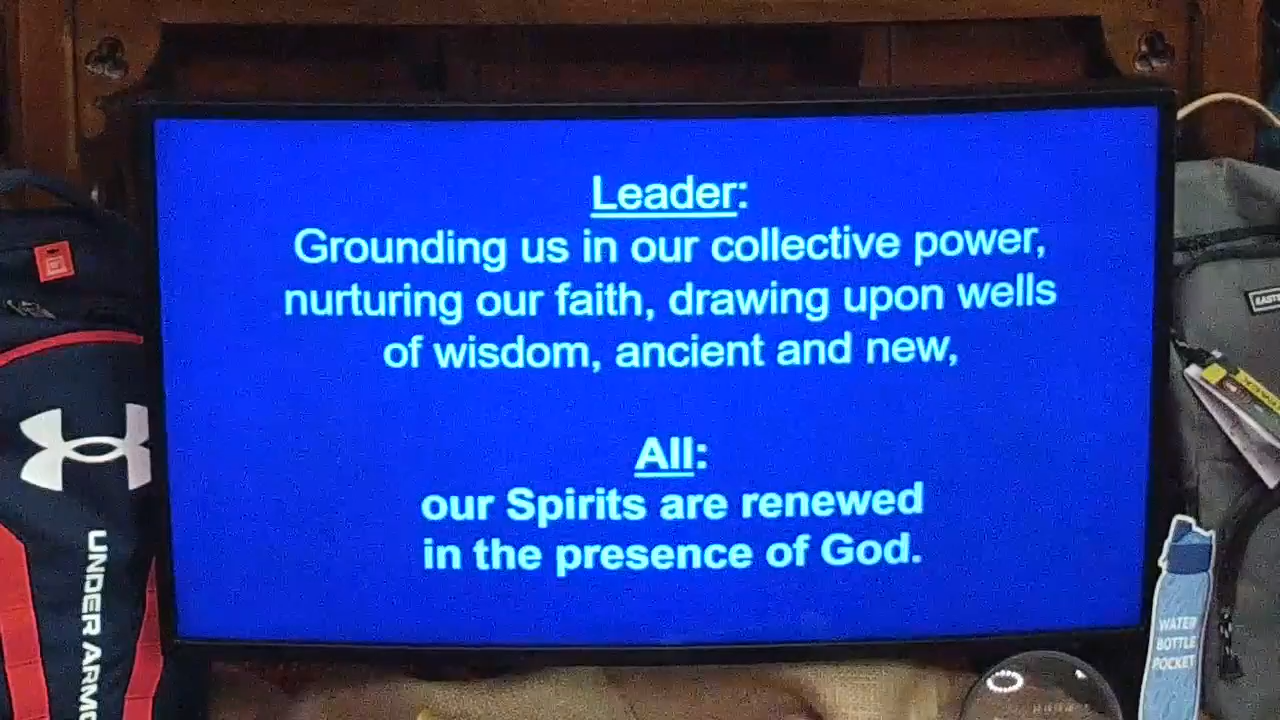 Leader:
Grounding us in our collective power,
nurturing our faith, drawing upon wells
of wisdom, ancient and new,
All:
our Spirits are renewed
in the presence of God.
UNDER ARMO
EAST
WATER
BOTTLE
POCKET